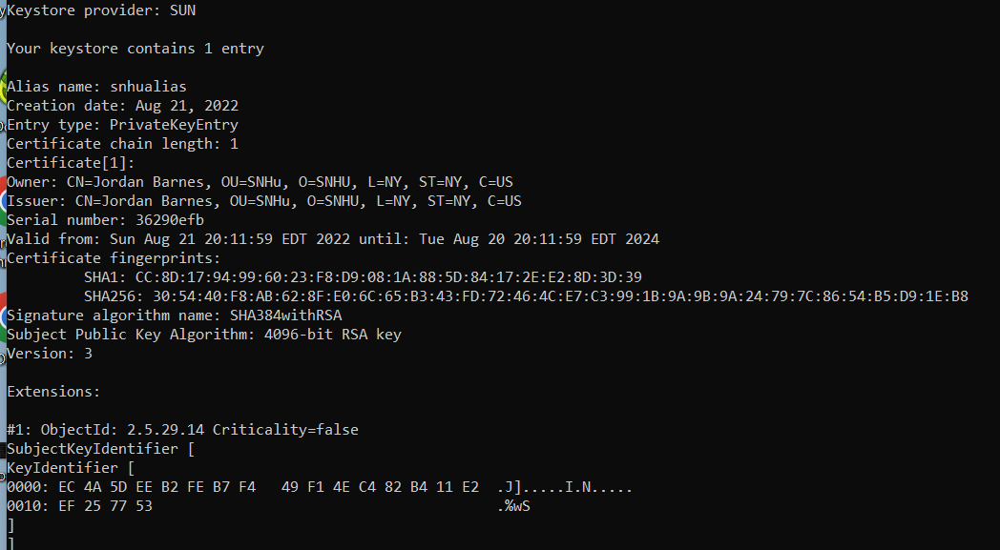 Keystore provider: SUN
Your keystore contains 1 entry
Alias name: snhualias
Creation date: Aug 21, 2022
Entry type: PrivateKeyEntry
Certificate chain length: 1
Certificate[1]:
Owner: CN=Jordan Barnes, OU=SNHu, O=SNHU, L=NY, ST=NY, C=US
Issuer: CN=Jordan Barnes, OU=SNHu, O=SNHU, L=NY, ST=NY, C=US
Serial number: 36290efb
Valid from: Sun Aug 21 20:11:59 EDT 2022 until: Tue Aug 20 20:11:59 EDT 2024
Certificate fingerprints:
SHA1: CC:8D:17:94:99:60:23:F8:D9:08:1A:88:5D:84:17:2E:E2:8D:3D:39
SHA256: 30:54:40:F8:AB:62:8F:E0:6C:65:B3:43:FD:72:46:4C:E7:C3:99:1B:9A:9B:9A:24:79:7C:86:54:B5:D9:1E:B8
Signature algorithm name: SHA384withRSA
Subject Public Key Algorithm: 4096-bit RSA key
Version: 3
Extensions:
#1: ObjectId: 2.5.29.14 Criticality=false
SubjectKeyIdentifier [
KeyIdentifier [
0000: EC 4A 5D EE B2 FE B7 F4   49 F1 4E C4 82 B4 11 E2  .J].....I.N.....
0010: EF 25 77 53                                        .%wS
]
]